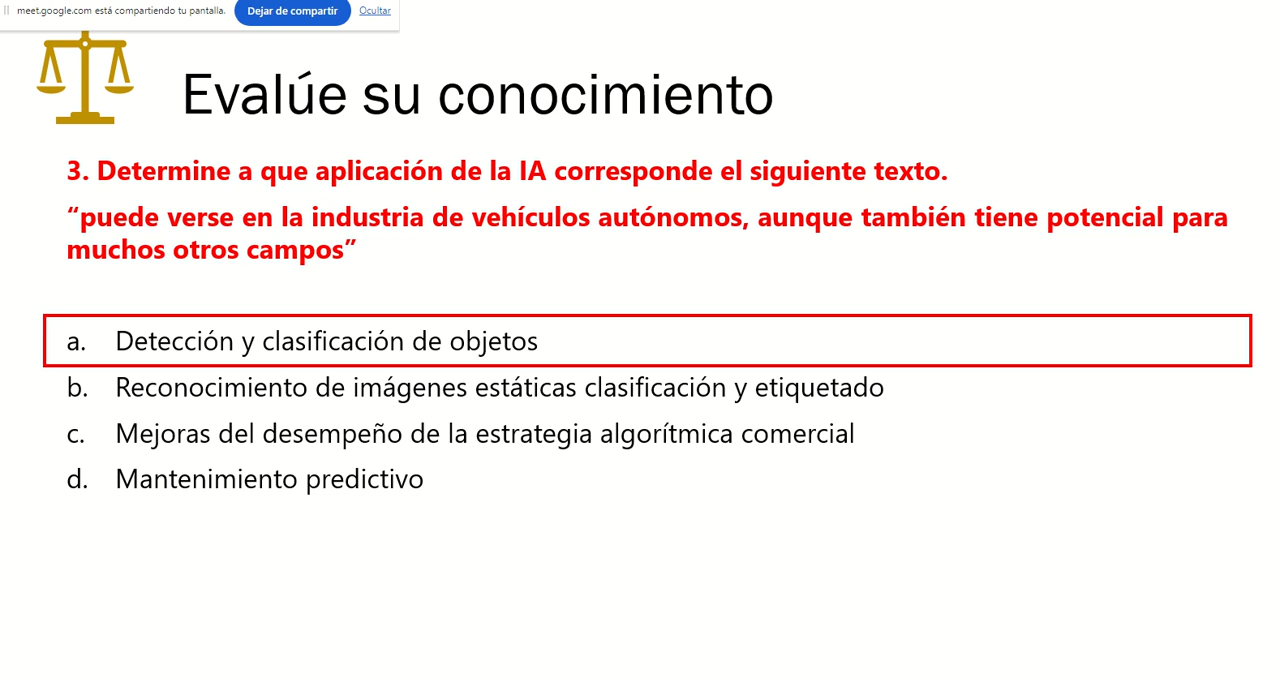 meet.google.com está compartiendo tu pantalla. Dejar de compartir Ocultar
Evalúe su conocimiento
3. Determine a que aplicación de la IA corresponde el siguiente texto.
“puede verse en la industria de vehículos autónomos, aunque también tiene potencial para
muchos otros campos”
a. Detección y clasificación de objetos
b. Reconocimiento de imágenes estáticas clasificación y etiquetado
c. Mejoras del desempeño de la estrategia algorítmica comercial
d. Mantenimiento predictivo